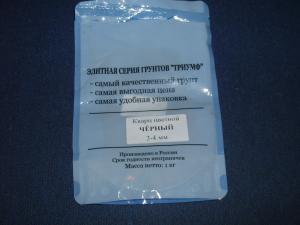 ЭЛИТНАЯ СЕРИЯ ГРУНТОВ "ТРИУМФ"
- самый качественный грунт
- самая выгодная цена
- самая удобная упаковка
Кварц цветной
ЧЁРНЫЙ
2-4 мм
Произведено в России
Срок годности неограничен
Масса нетто: 1 кг